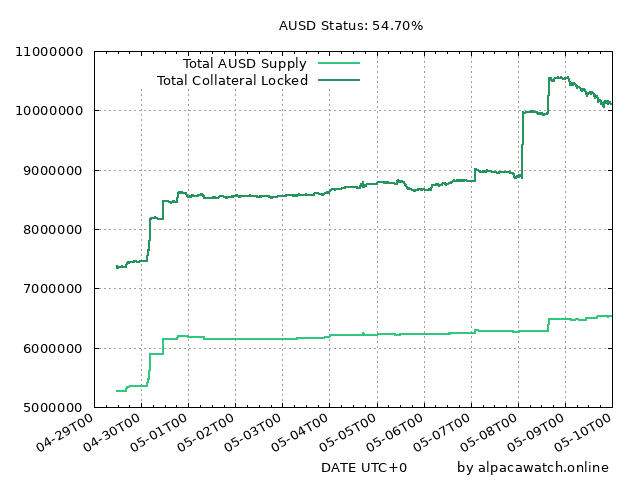 AUSD Status: 54.70%
11000000
10000000
9000000
8000000
7000000
6000000
5000000
Total AUSD Supply
Total Collateral Locked
04-29T00
04-30T00
05-01T00
05-02T00
05-03T00
05-04T00
05-05T00
05-06T00
05-07T00
05-08T00
05-09T00
05-10T00
DATE UTC+0
by alpacawatch.online